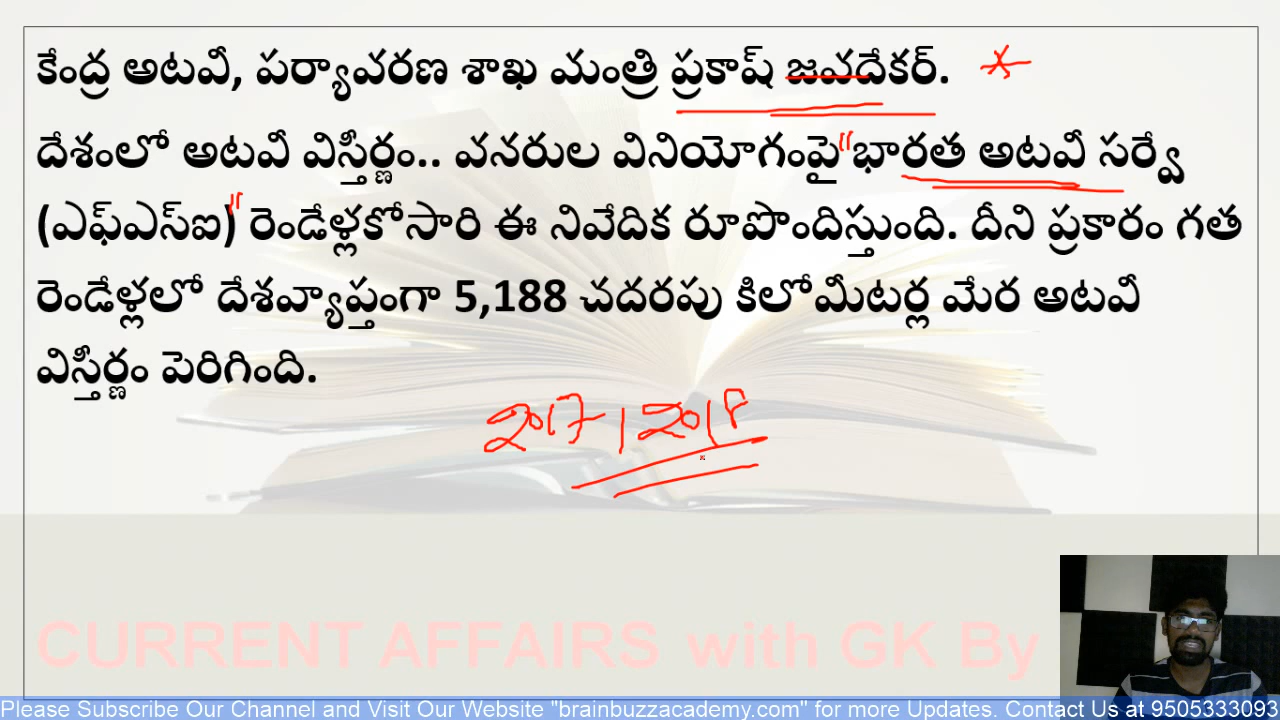 కేంద్ర అటవీ, పర్యావరణ శాఖ మంత్రి ప్రకాష్ జవదేకర్.
దేశంలో అటవీ విస్తీర్ణం.. వనరుల వినియోగంపై "భారత అటవీ సర్వే
(ఎఫ్ఎస్ఐ)" రెండేళ్లకోసారి ఈ నివేదిక రూపొందిస్తుంది. దీని ప్రకారం గత
రెండేళ్లలో దేశవ్యాప్తంగా 5,188 చదరపు కిలోమీటర్ల మేర అటవీ
విస్తీర్ణం పెరిగింది.
2017 | 2018
CURRENT AFFAIRS with GK By
Please Subscribe Our Channel and Visit Our Website "brainbuzzacademy.com" for more Updates. Contact Us at 9505333093